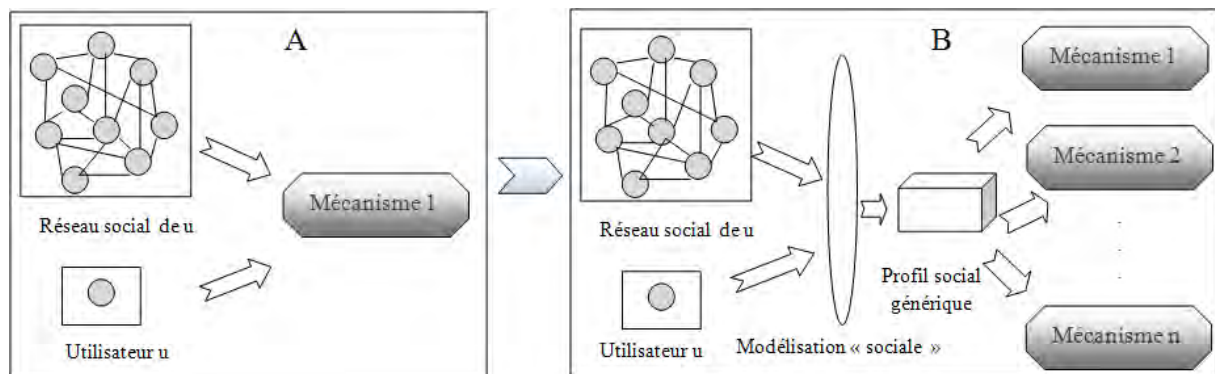 A
Réseau social de u
Mécanisme 1
Utilisateur u
B
Réseau social de u
Utilisateur u
Modélisation « sociale »
Profil social
générique
Mécanisme 1
Mécanisme 2
.
.
Mécanisme n